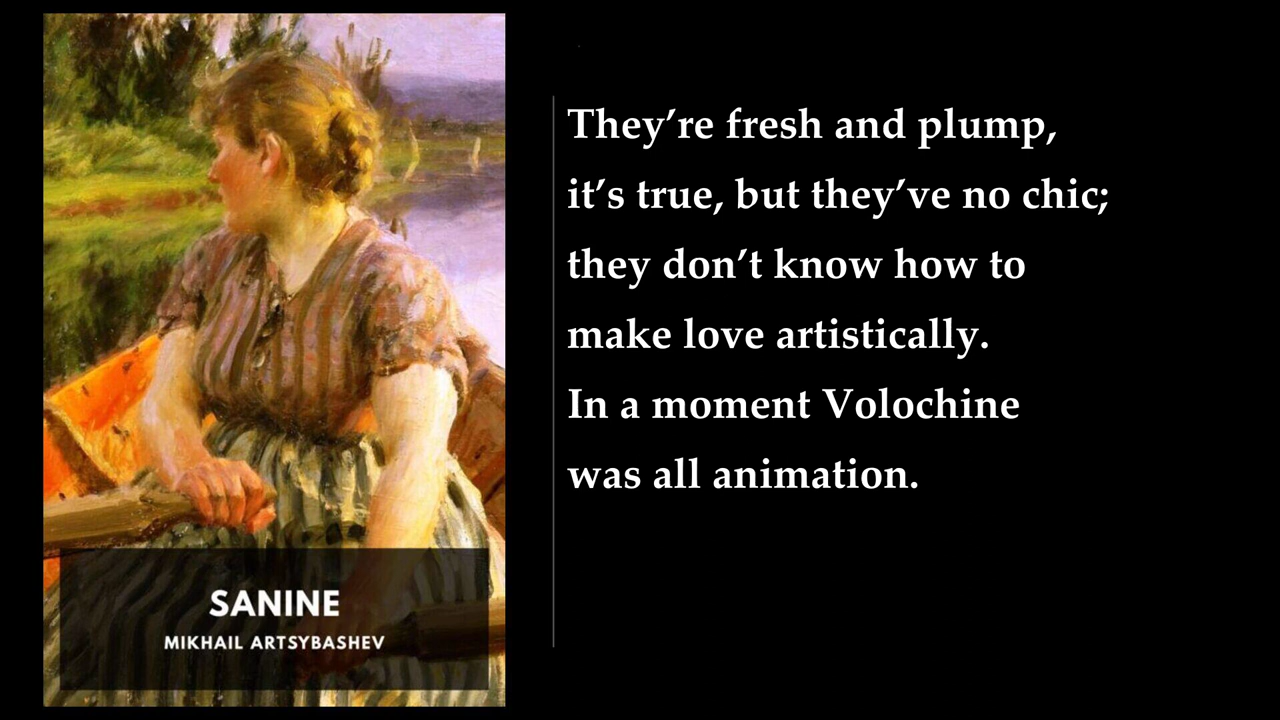 SANINE
MIKHAIL ARTSYBASHEV
They’re fresh and plump,
it’s true, but they’ve no chic;
they don’t know how to
make love artistically.
In a moment Volochine
was all animation.